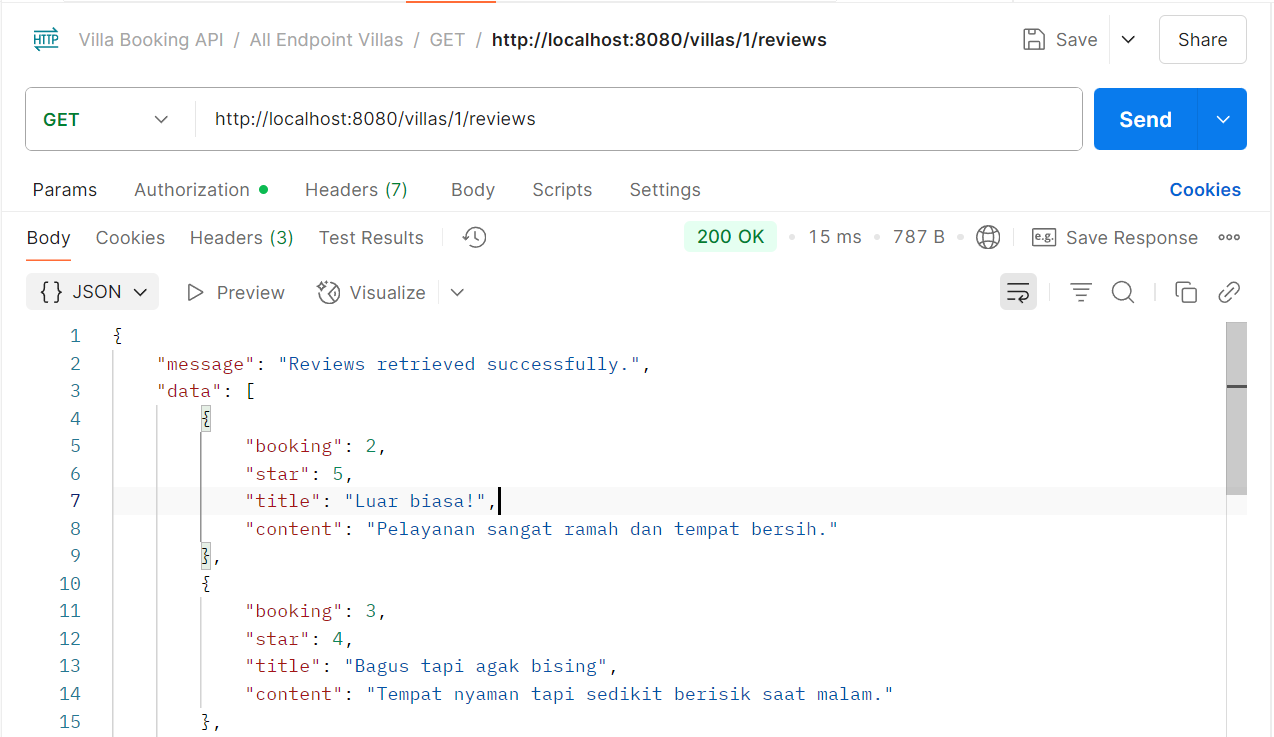 HTTP Villa Booking API / All Endpoint Villas / GET / http://localhost:8080/villas/1/reviews Save Share
GET http://localhost:8080/villas/1/reviews Send
Params Authorization Headers (7) Body Scripts Settings Cookies
Body Cookies Headers (3) Test Results 200 OK • 15 ms • 787 B • e.g. Save Response
{} JSON Preview Visualize
1 {
2 "message": "Reviews retrieved successfully.",
3 "data": [
4 {
5 "booking": 2,
6 "star": 5,
7 "title": "Luar biasa!",
8 "content": "Pelayanan sangat ramah dan tempat bersih."
9 },
10 {
11 "booking": 3,
12 "star": 4,
13 "title": "Bagus tapi agak bising",
14 "content": "Tempat nyaman tapi sedikit berisik saat malam."
15 },